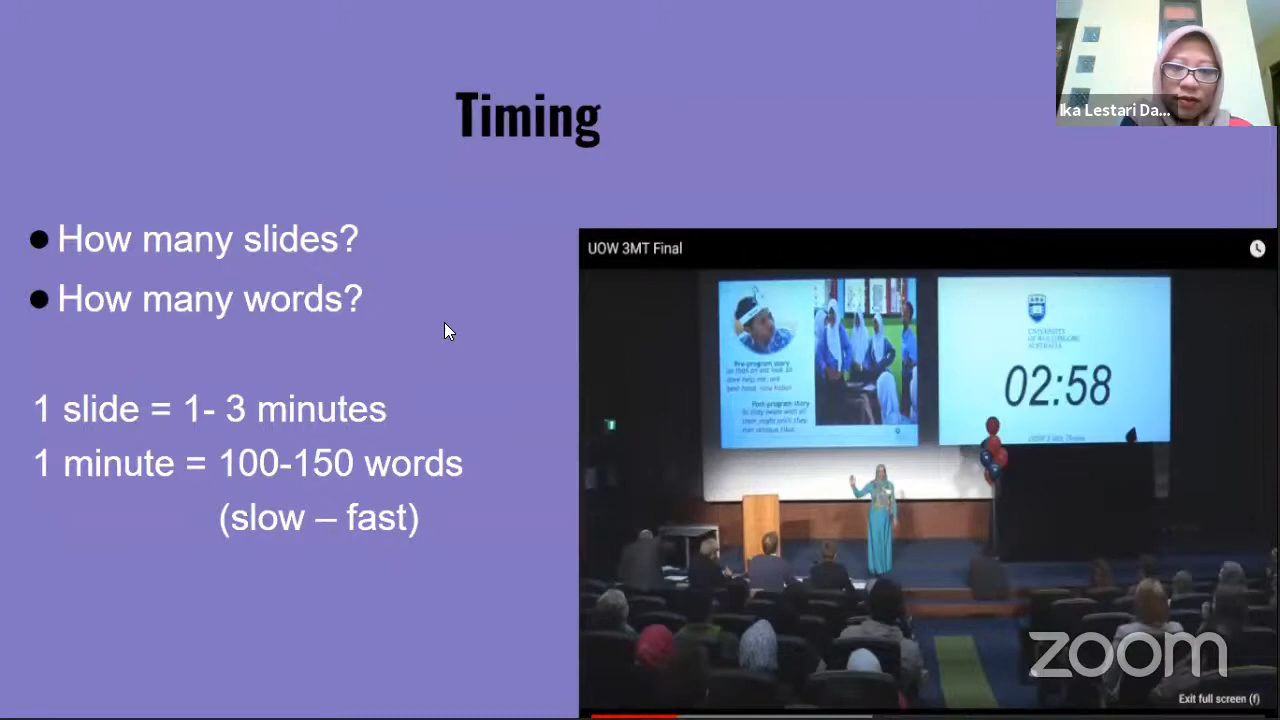 Timing
Ika Lestari Da...
● How many slides?
● How many words?
1 slide = 1- 3 minutes
1 minute = 100-150 words
(slow – fast)
UOW 3MT Final
Pre-program story
Post-program story
UNIVERSITY
OF WOLLONGONG
AUSTRALIA
02:58
zoom
Exit full screen (f)